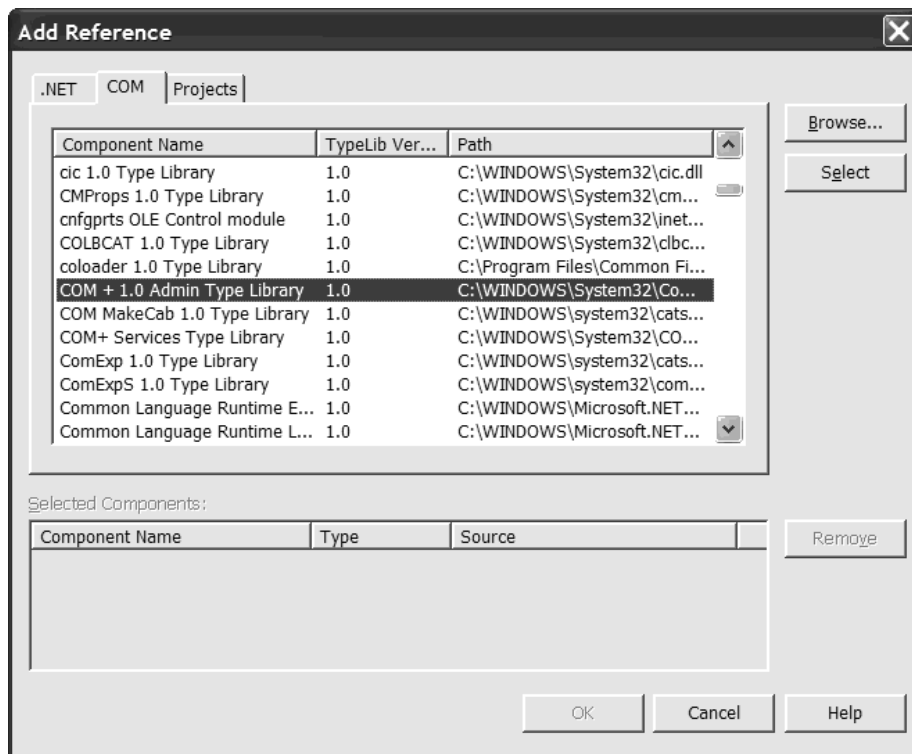 Add Reference
.NET COM Projects
Browse...
Select
Component Name TypeLib Ver... Path
cic 1.0 Type Library 1.0 C:\WINDOWS\System32\cic.dll
CMProps 1.0 Type Library 1.0 C:\WINDOWS\System32\cm...
cnfgprts OLE Control module 1.0 C:\WINDOWS\System32\inet...
COLBCAT 1.0 Type Library 1.0 C:\WINDOWS\System32\clbc...
coloader 1.0 Type Library 1.0 C:\Program Files\Common Fi...
COM + 1.0 Admin Type Library 1.0 C:\WINDOWS\System32\Co...
COM MakeCab 1.0 Type Library 1.0 C:\WINDOWS\system32\cats...
COM+ Services Type Library 1.0 C:\WINDOWS\System32\CO...
ComExp 1.0 Type Library 1.0 C:\WINDOWS\system32\cats...
ComExpS 1.0 Type Library 1.0 C:\WINDOWS\system32\com...
Common Language Runtime E... 1.0 C:\WINDOWS\Microsoft.NET...
Common Language Runtime L... 1.0 C:\WINDOWS\Microsoft.NET...
Selected Components:
Component Name Type Source
Remove
OK Cancel Help